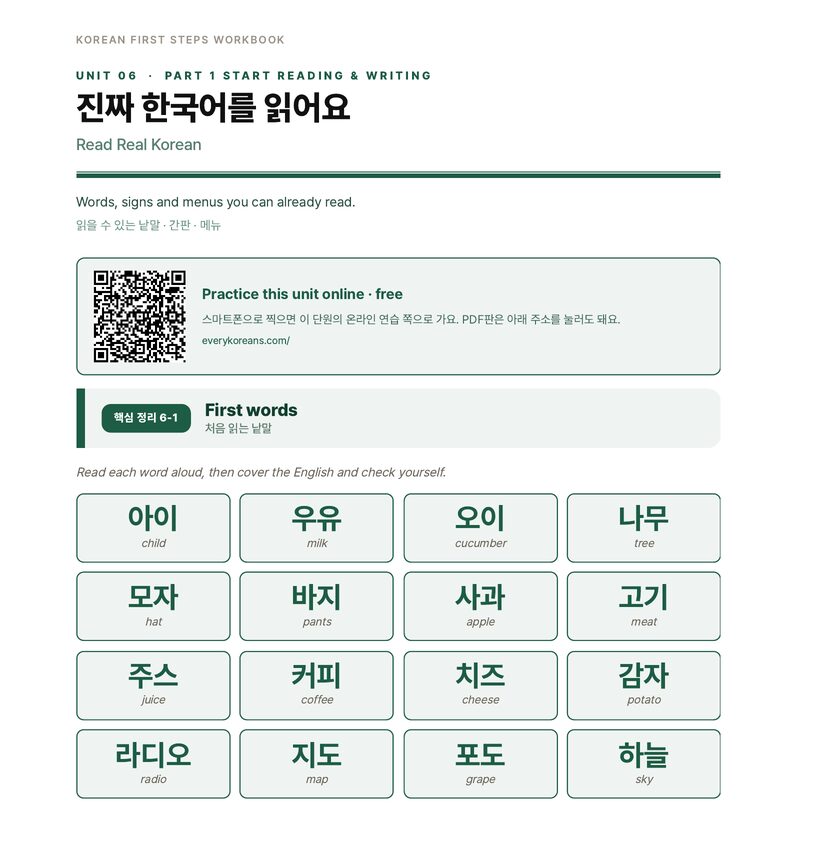 KOREAN FIRST STEPS WORKBOOK
UNIT 06 · PART 1 START READING & WRITING
진짜 한국어를 읽어요
Read Real Korean
Words, signs and menus you can already read.
읽을 수 있는 낱말 · 간판 · 메뉴
Practice this unit online · free
스마트폰으로 찍으면 이 단원의 온라인 연습 쪽으로 가요. PDF판은 아래 주소를 눌러도 돼요.
everykoreans.com/
핵심 정리 6-1
First words
처음 읽는 낱말
Read each word aloud, then cover the English and check yourself.
아이 우유 오이 나무
child milk cucumber tree
모자 바지 사과 고기
hat pants apple meat
주스 커피 치즈 감자
juice coffee cheese potato
라디오 지도 포도 하늘
radio map grape sky